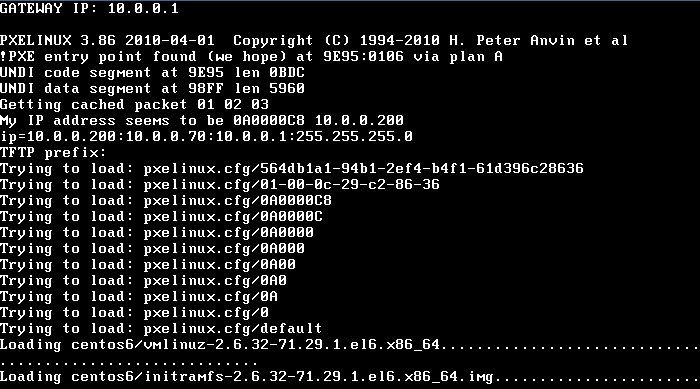 GATEWAY IP: 10.0.0.1
PXELINUX 3.86 2010-04-01  Copyright (C) 1994-2010 H. Peter Anvin et al
!PXE entry point found (we hope) at 9E95:0106 via plan A
UNDI code segment at 9E95 len 0BDC
UNDI data segment at 98FF len 5960
Getting cached packet 01 02 03
My IP address seems to be 0A0000C8 10.0.0.200
ip=10.0.0.200:10.0.0.70:10.0.0.1:255.255.255.0
TFTP prefix:
Trying to load: pxelinux.cfg/564db1a1-94b1-2ef4-b4f1-61d396c28636
Trying to load: pxelinux.cfg/01-00-0c-29-c2-86-36
Trying to load: pxelinux.cfg/0A0000C8
Trying to load: pxelinux.cfg/0A0000C
Trying to load: pxelinux.cfg/0A0000
Trying to load: pxelinux.cfg/0A000
Trying to load: pxelinux.cfg/0A00
Trying to load: pxelinux.cfg/0A0
Trying to load: pxelinux.cfg/0A
Trying to load: pxelinux.cfg/0
Trying to load: pxelinux.cfg/default
Loading centos6/vmlinuz-2.6.32-71.29.1.el6.x86_64.............................
.............................
Loading centos6/initramfs-2.6.32-71.29.1.el6.x86_64.img.......................